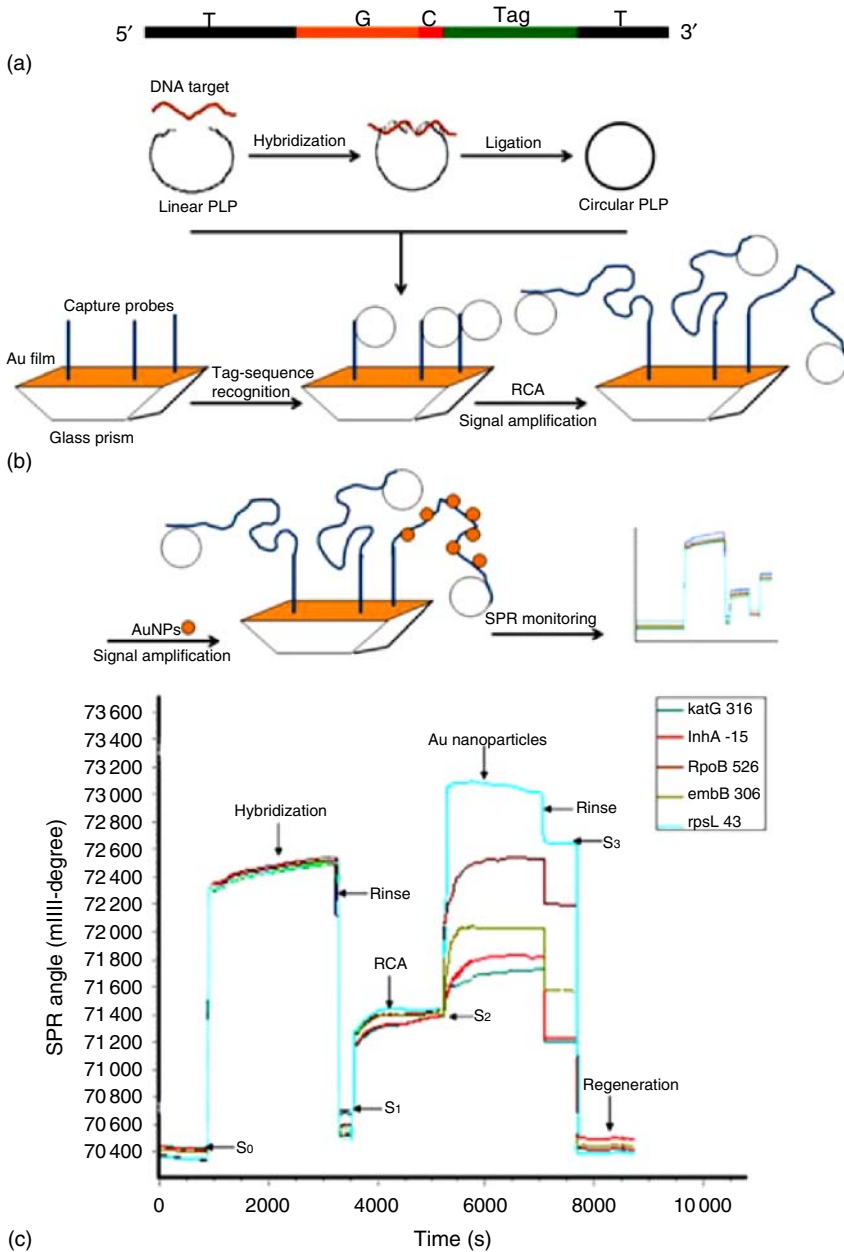 5′ T G C Tag T 3′
(a)
DNA target
Hybridization
Ligation
Linear PLP
Circular PLP
Capture probes
Au film
Tag-sequence
recognition
RCA
Signal amplification
Glass prism
(b)
AuNPs
Signal amplification
SPR monitoring
73 600
73 400
73 200
73 000
72 800
72 600
72 400
72 200
72 000
71 800
71 600
71 400
71 200
71 000
70 800
70 600
70 400
SPR angle (mIIII-degree)
Hybridization
Rinse
RCA
Au nanoparticles
Rinse
S3
S2
S1
S0
Regeneration
katG 316
InhA -15
RpoB 526
embB 306
rpsL 43
0 2000 4000 6000 8000 10 000
Time (s)
(c)